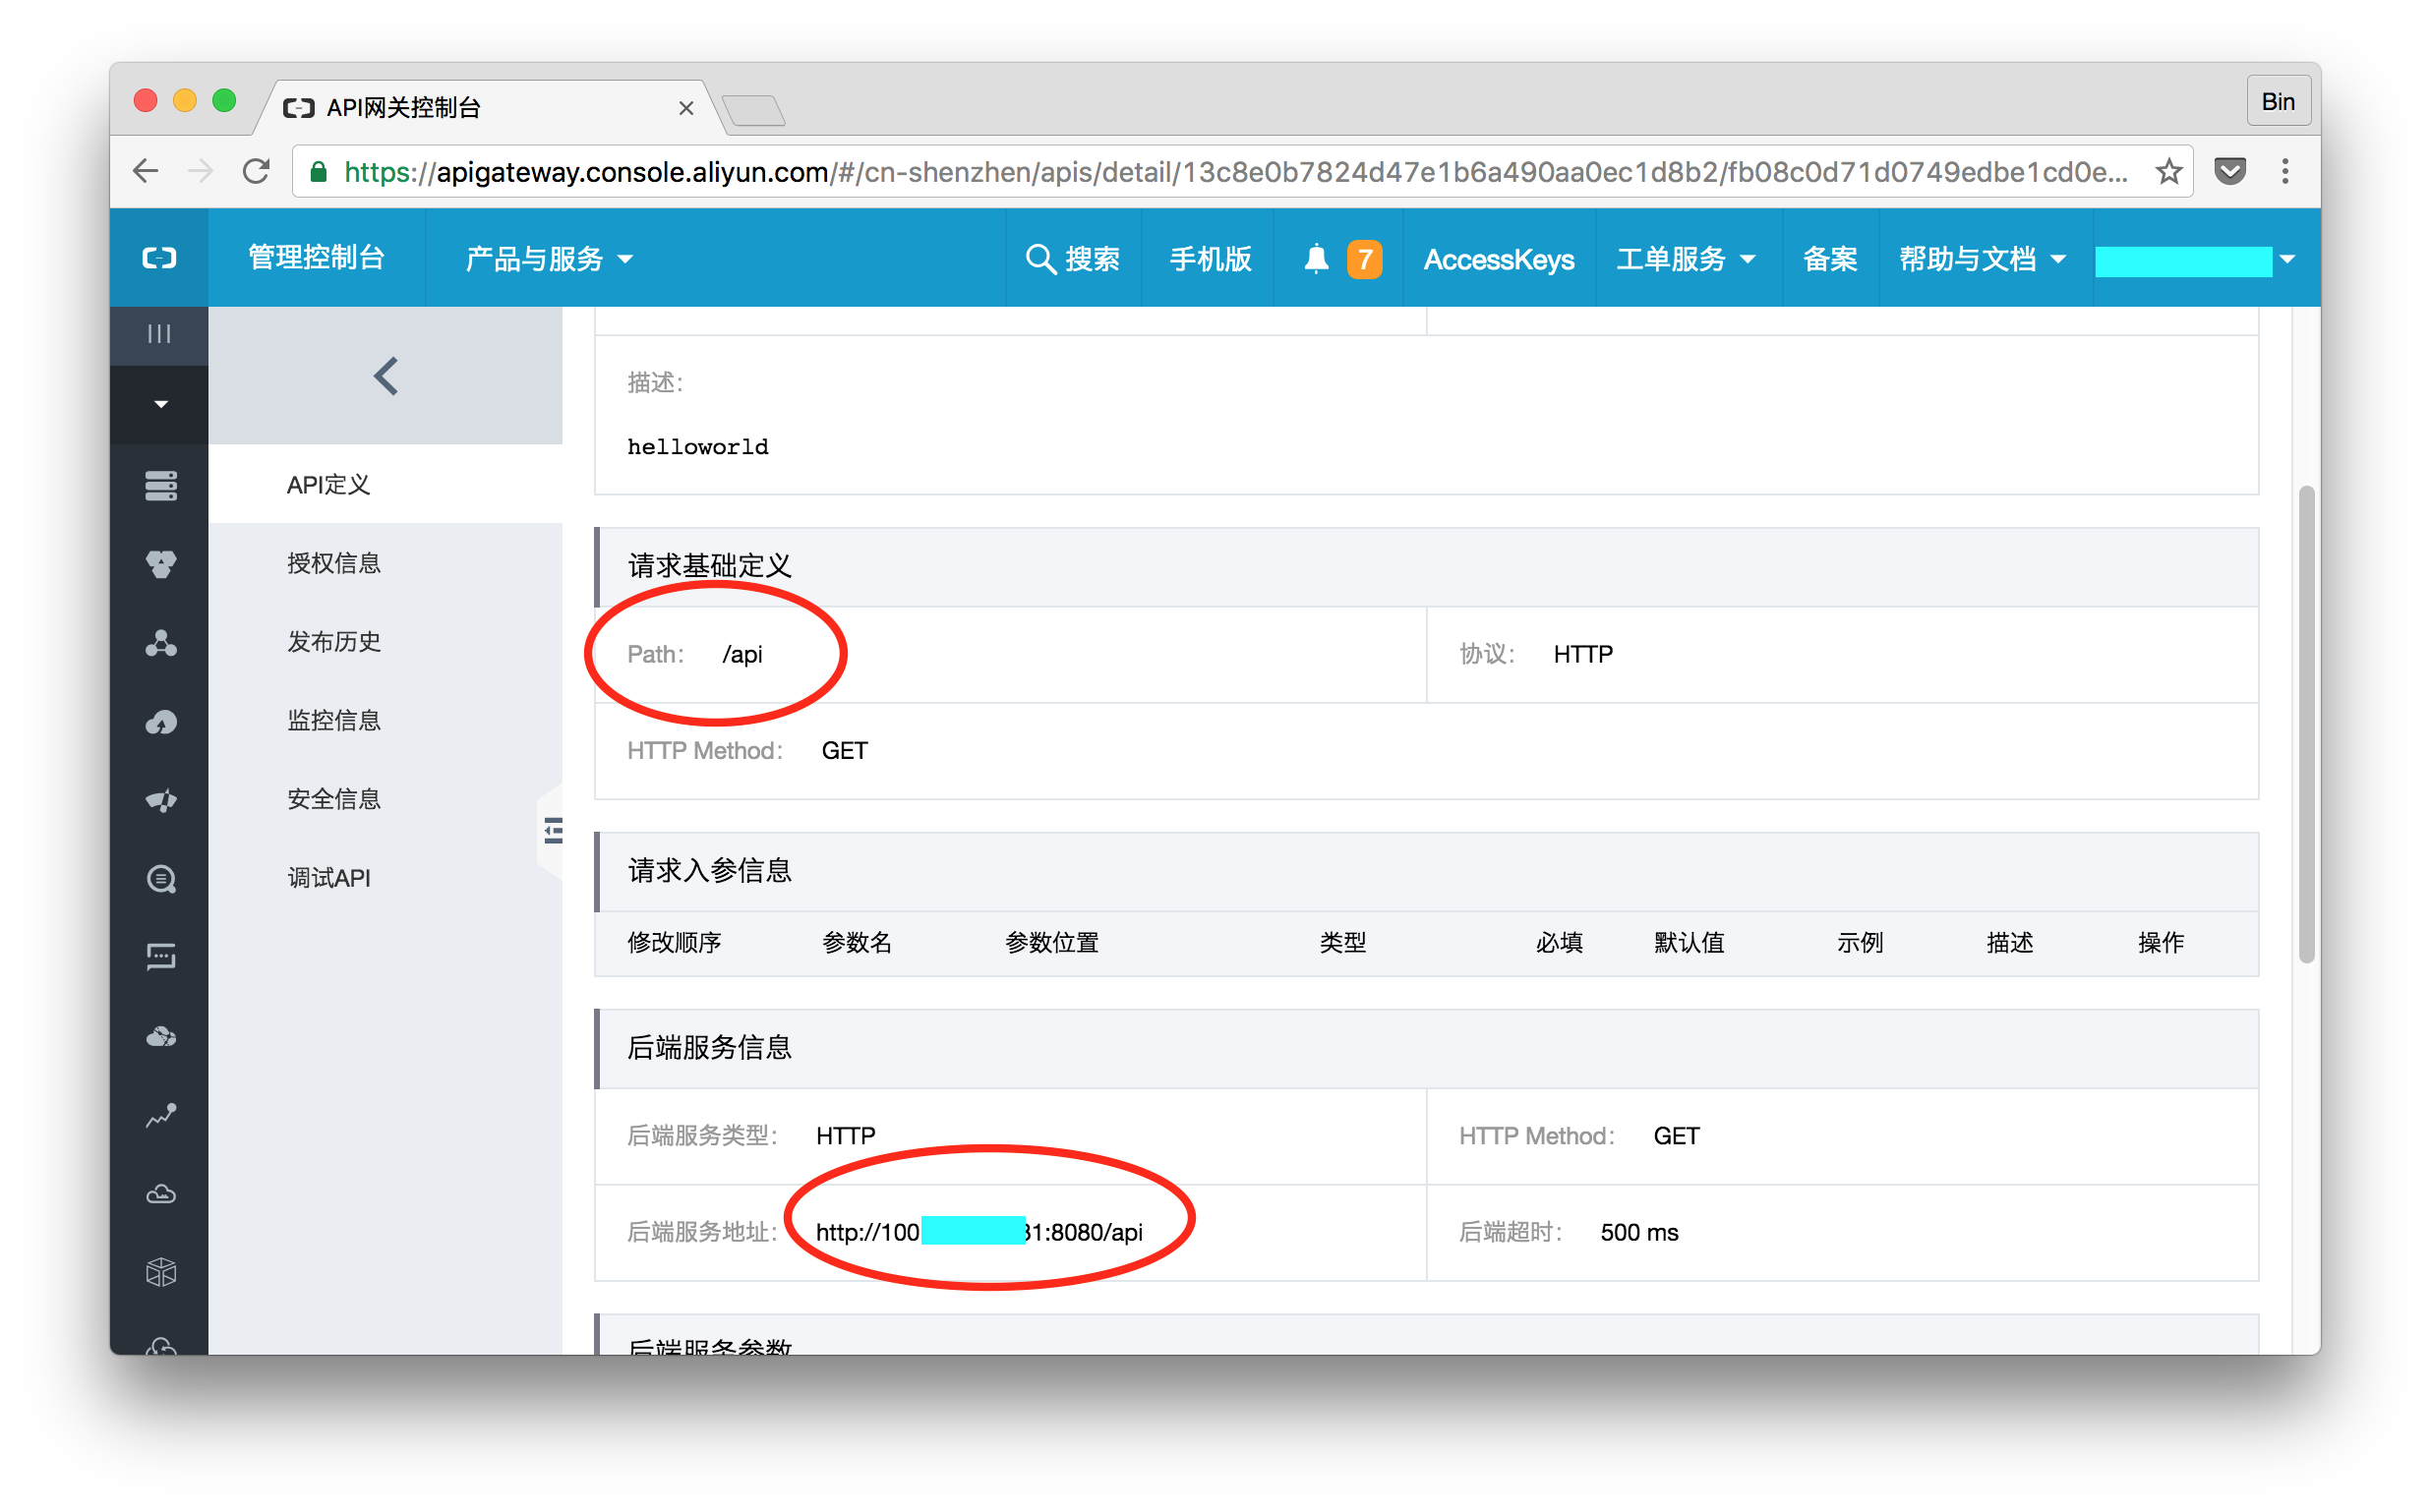 API网关控制台
Bin
https://apigateway.console.aliyun.com/#/cn-shenzhen/apis/detail/13c8e0b7824d47e1b6a490aa0ec1d8b2/fb08c0d71d0749edbe1cd0e...
管理控制台 产品与服务 搜索 手机版 7 AccessKeys 工单服务 备案 帮助与文档
描述：
helloworld
API定义
授权信息
发布历史
监控信息
安全信息
调试API
请求基础定义
Path： /api 协议： HTTP
HTTP Method： GET
请求入参信息
修改顺序 参数名 参数位置 类型 必填 默认值 示例 描述 操作
后端服务信息
后端服务类型： HTTP HTTP Method： GET
后端服务地址： http://100 31:8080/api 后端超时： 500 ms
后端服务参数